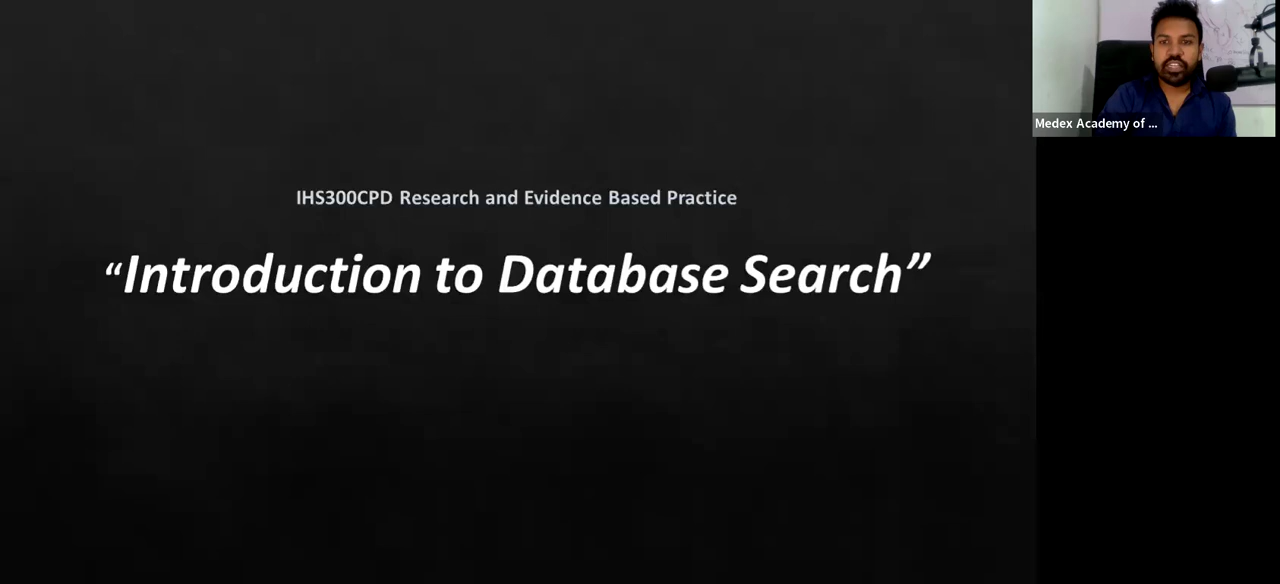 Medex Academy of ...
IHS300CPD Research and Evidence Based Practice
“Introduction to Database Search”